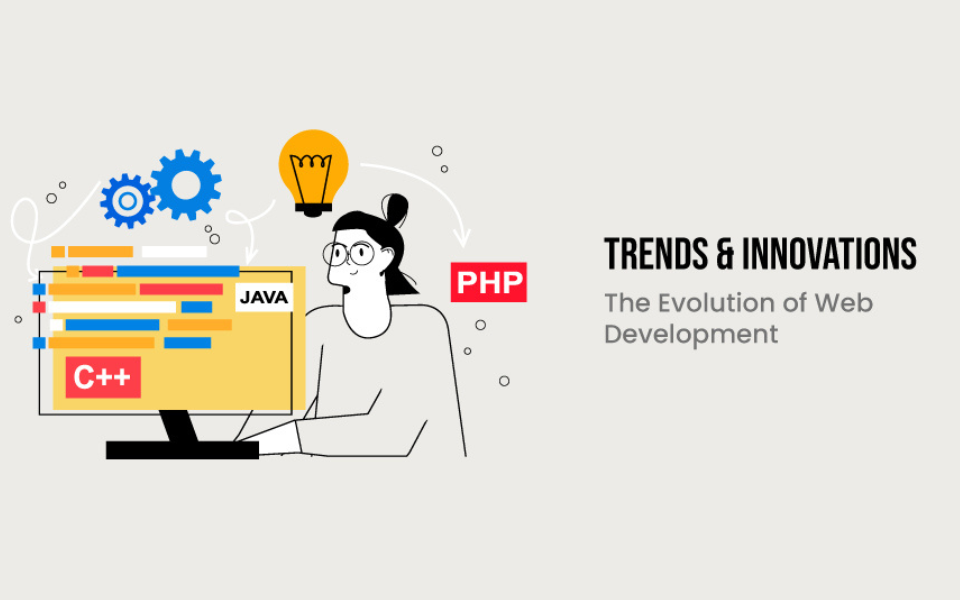 JAVA
C++
PHP
TRENDS & INNOVATIONS
The Evolution of Web
Development